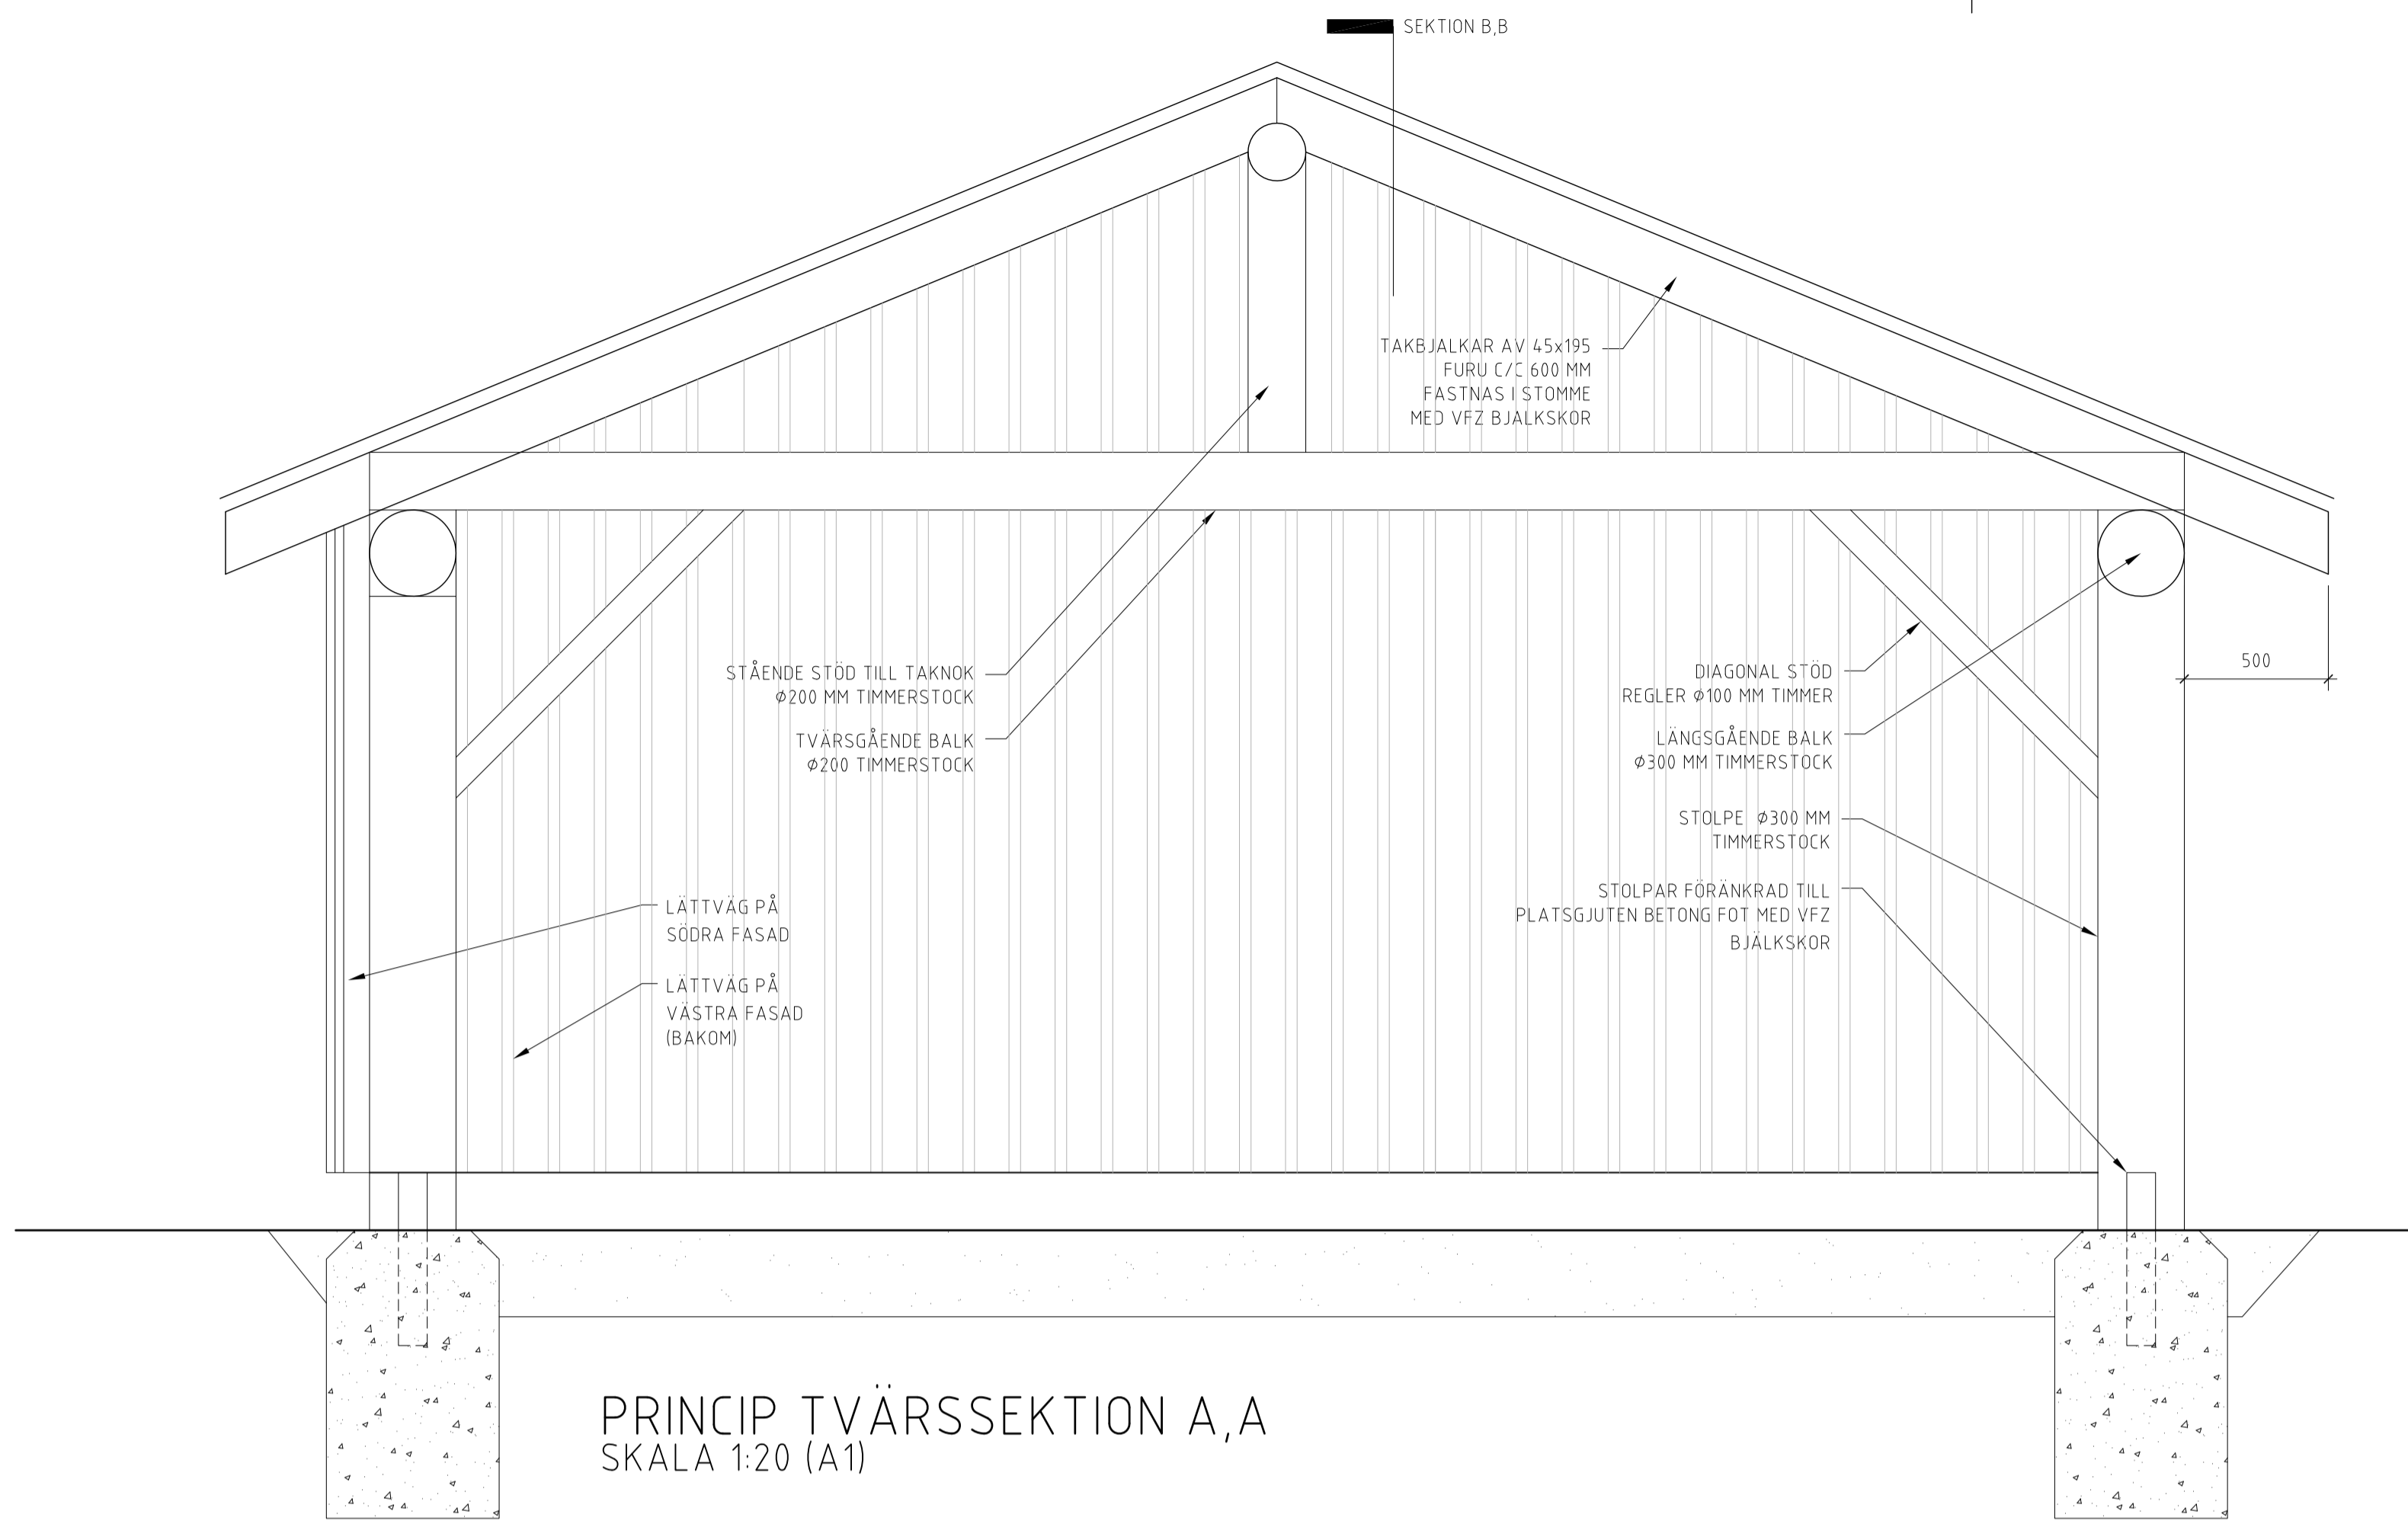 SEKTION B,B
TAKBJALKAR AV 45x195
FURU C/C 600 MM
FASTNAS I STOMME
MED VFZ BJALKSKOR
STÅENDE STÖD TILL TAKNOK
Ø200 MM TIMMERSTOCK
TVÄRSGÅENDE BALK
Ø200 TIMMERSTOCK
DIAGONAL STÖD
REGLER Ø100 MM TIMMER
LÄNGSGÅENDE BALK
Ø300 MM TIMMERSTOCK
500
STOLPE Ø300 MM
TIMMERSTOCK
STOLPAR FÖRÄNKRAD TILL
PLATSGJUTEN BETONG FOT MED VFZ
BJÄLKSKOR
LÄTTVÄG PÅ
SÖDRA FASAD
LÄTTVÄG PÅ
VÄSTRA FASAD
(BAKOM)
PRINCIP TVÄRSSEKTION A,A
SKALA 1:20 (A1)